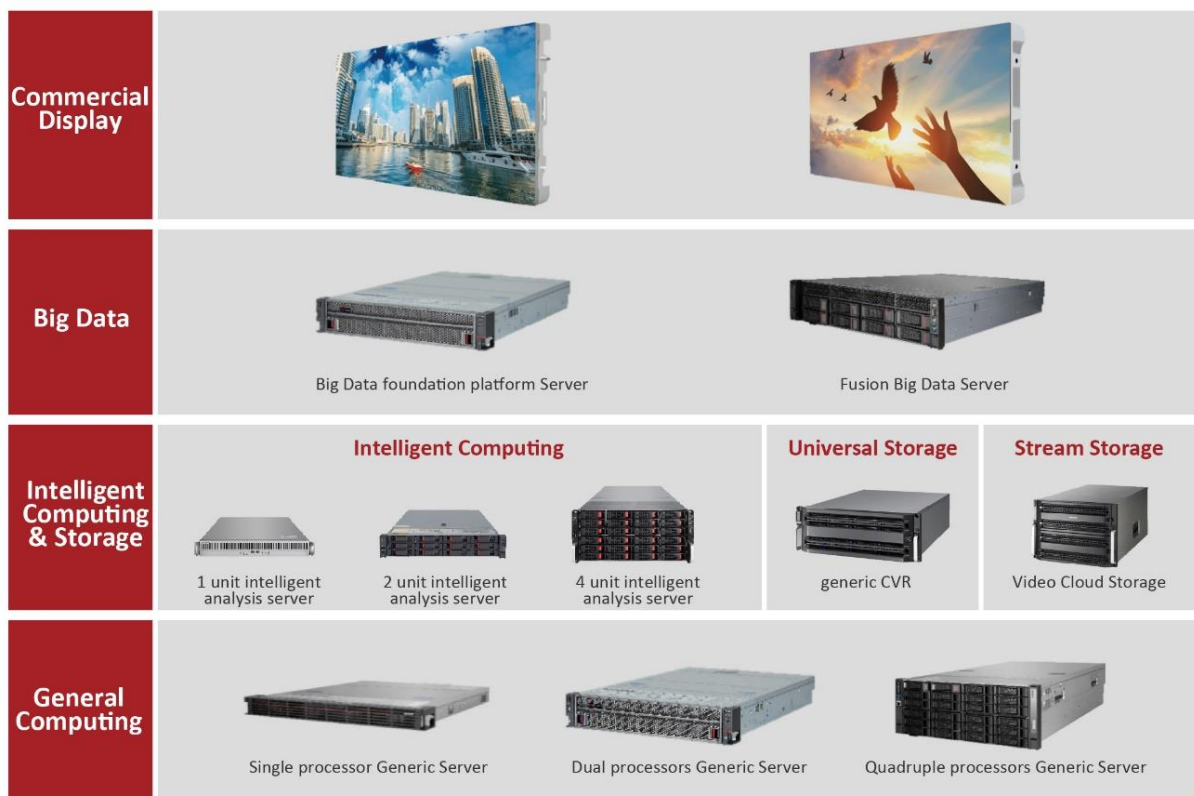 Commercial
Display
Big Data
Big Data foundation platform Server
Fusion Big Data Server
Intelligent
Computing
& Storage
Intelligent Computing
1 unit intelligent
analysis server
2 unit intelligent
analysis server
4 unit intelligent
analysis server
Universal Storage
generic CVR
Stream Storage
Video Cloud Storage
General
Computing
Single processor Generic Server
Dual processors Generic Server
Quadruple processors Generic Server